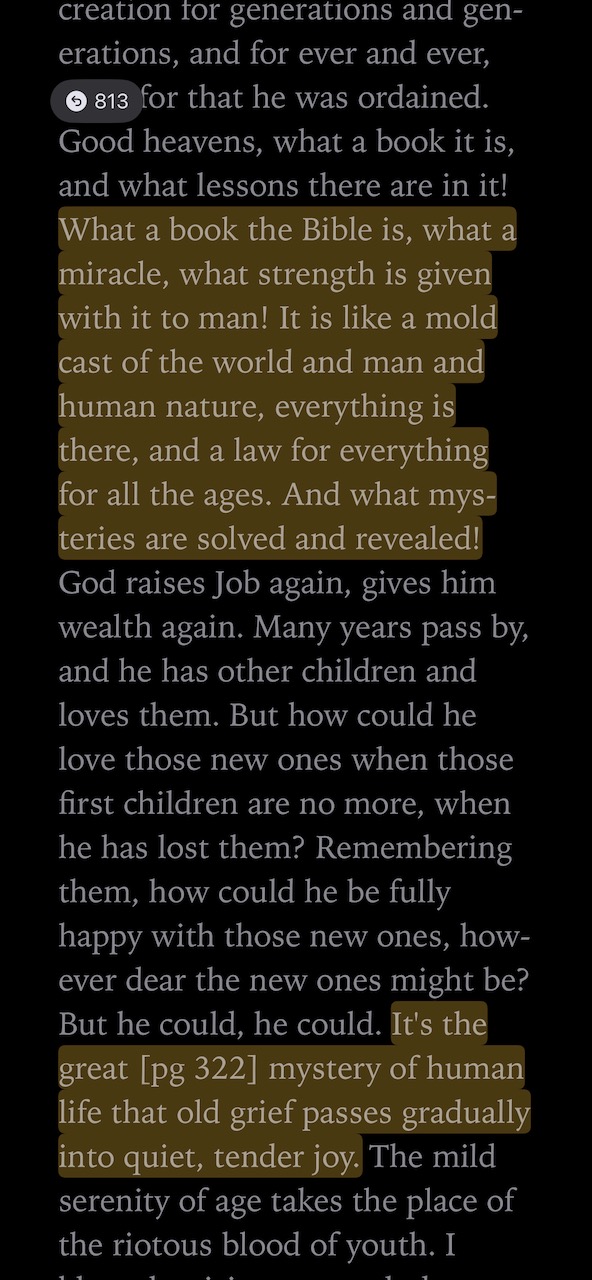 creation for generations and gen-
erations, and for ever and ever,
813 for that he was ordained.
Good heavens, what a book it is,
and what lessons there are in it!
What a book the Bible is, what a
miracle, what strength is given
with it to man! It is like a mold
cast of the world and man and
human nature, everything is
there, and a law for everything
for all the ages. And what mys-
teries are solved and revealed!
God raises Job again, gives him
wealth again. Many years pass by,
and he has other children and
loves them. But how could he
love those new ones when those
first children are no more, when
he has lost them? Remembering
them, how could he be fully
happy with those new ones, how-
ever dear the new ones might be?
But he could, he could. It's the
great [pg 322] mystery of human
life that old grief passes gradually
into quiet, tender joy. The mild
serenity of age takes the place of
the riotous blood of youth. I